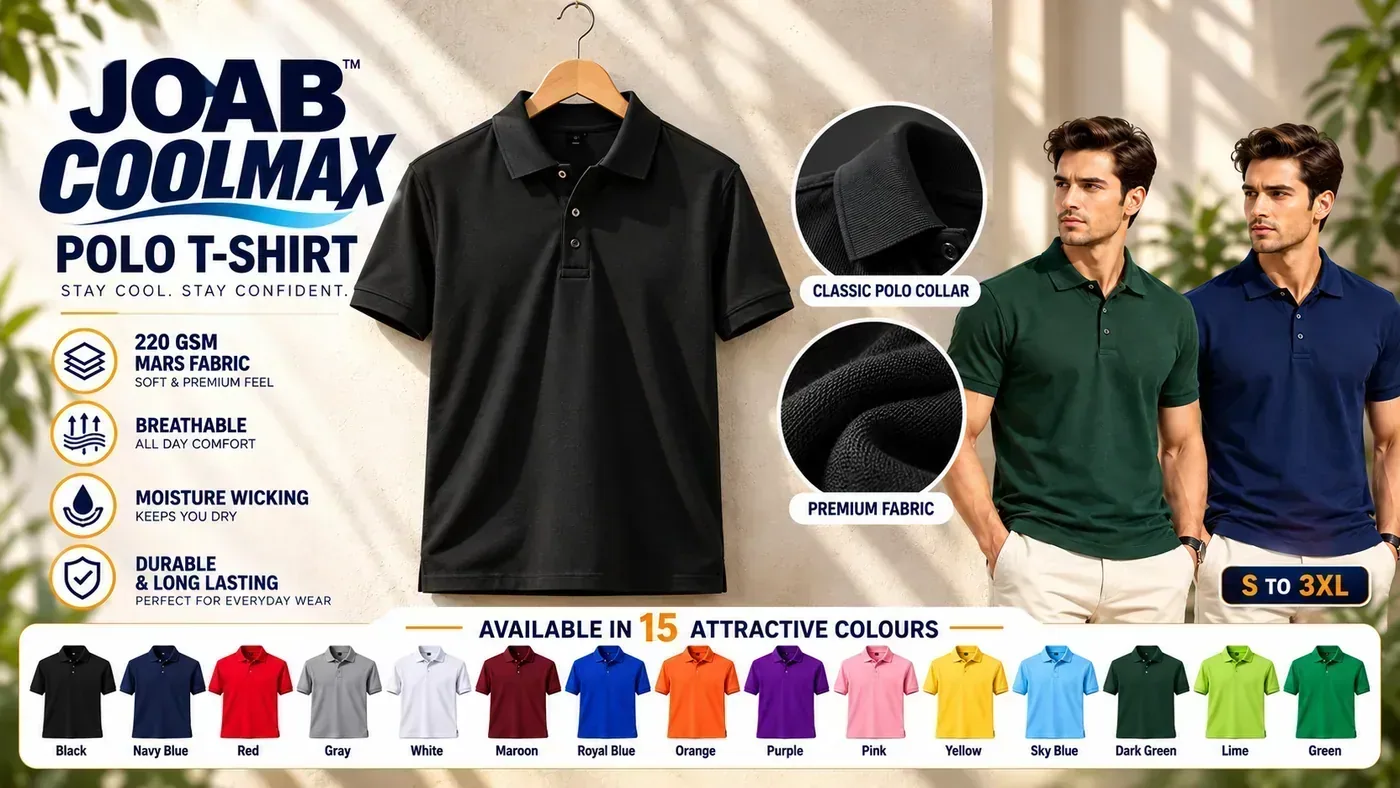 JOAB™
COOLMAX
POLO T-SHIRT
STAY COOL. STAY CONFIDENT.
220 GSM
MARS FABRIC
SOFT & PREMIUM FEEL
BREATHABLE
ALL DAY COMFORT
MOISTURE WICKING
KEEPS YOU DRY
DURABLE
& LONG LASTING
PERFECT FOR EVERYDAY WEAR
CLASSIC POLO COLLAR
PREMIUM FABRIC
S TO 3XL
AVAILABLE IN 15 ATTRACTIVE COLOURS
Black
Navy Blue
Red
Gray
White
Maroon
Royal Blue
Orange
Purple
Pink
Yellow
Sky Blue
Dark Green
Lime
Green